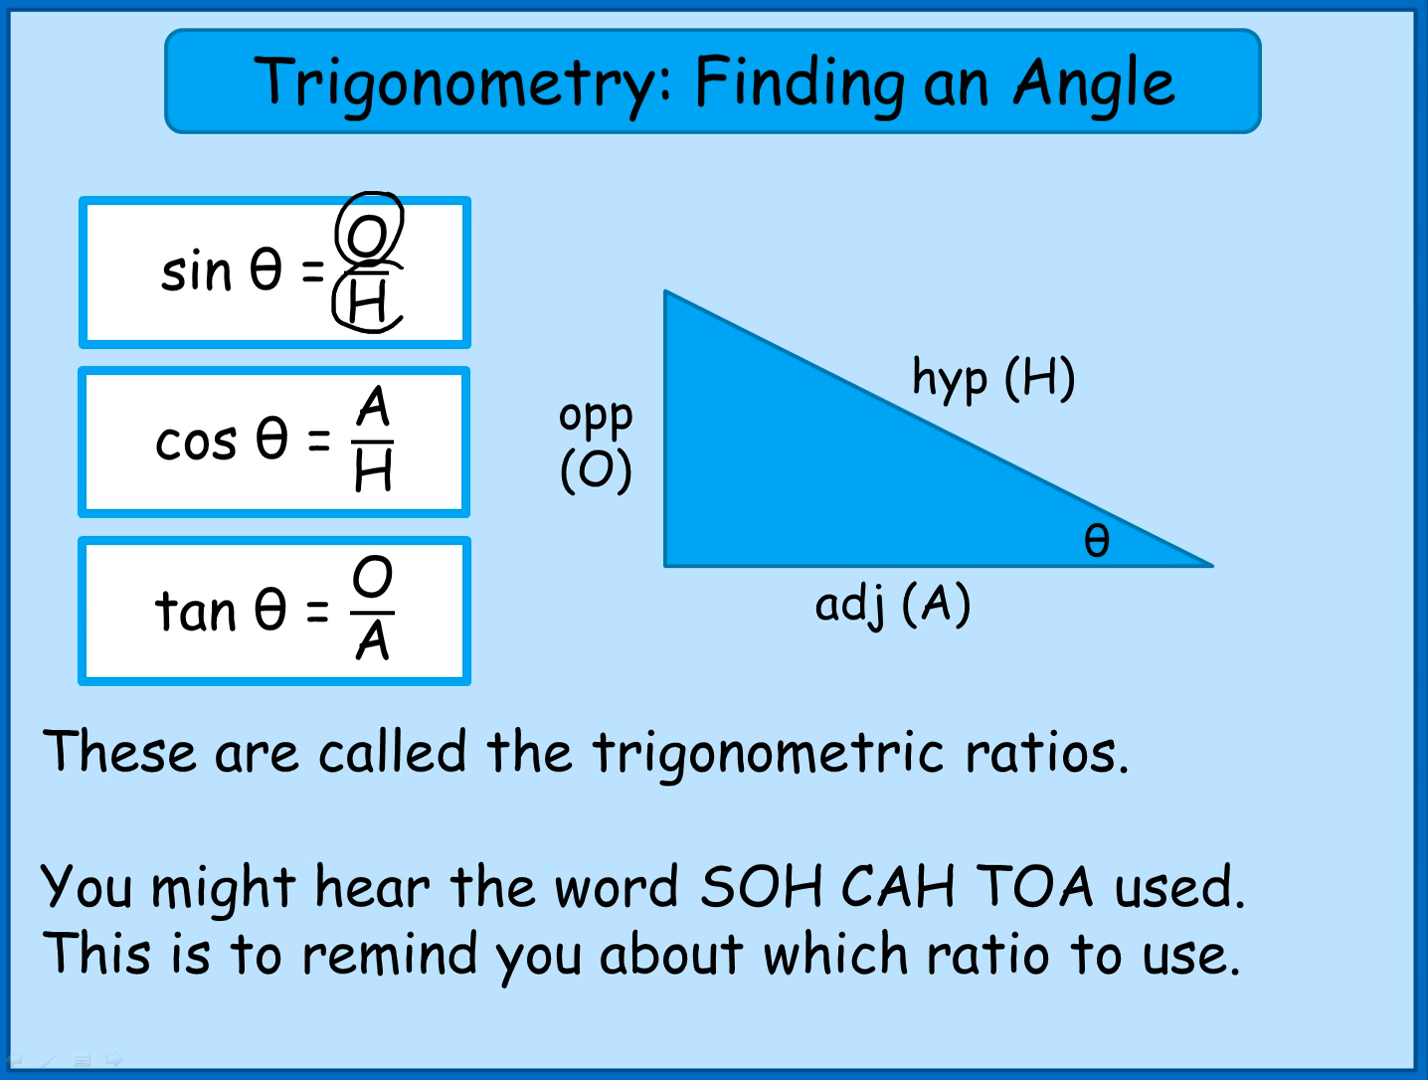 Trigonometry: Finding an Angle
sin θ = O/H
cos θ = A/H
tan θ = O/A
hyp (H)
opp
(O)
θ
adj (A)
These are called the trigonometric ratios.
You might hear the word SOH CAH TOA used.
This is to remind you about which ratio to use.